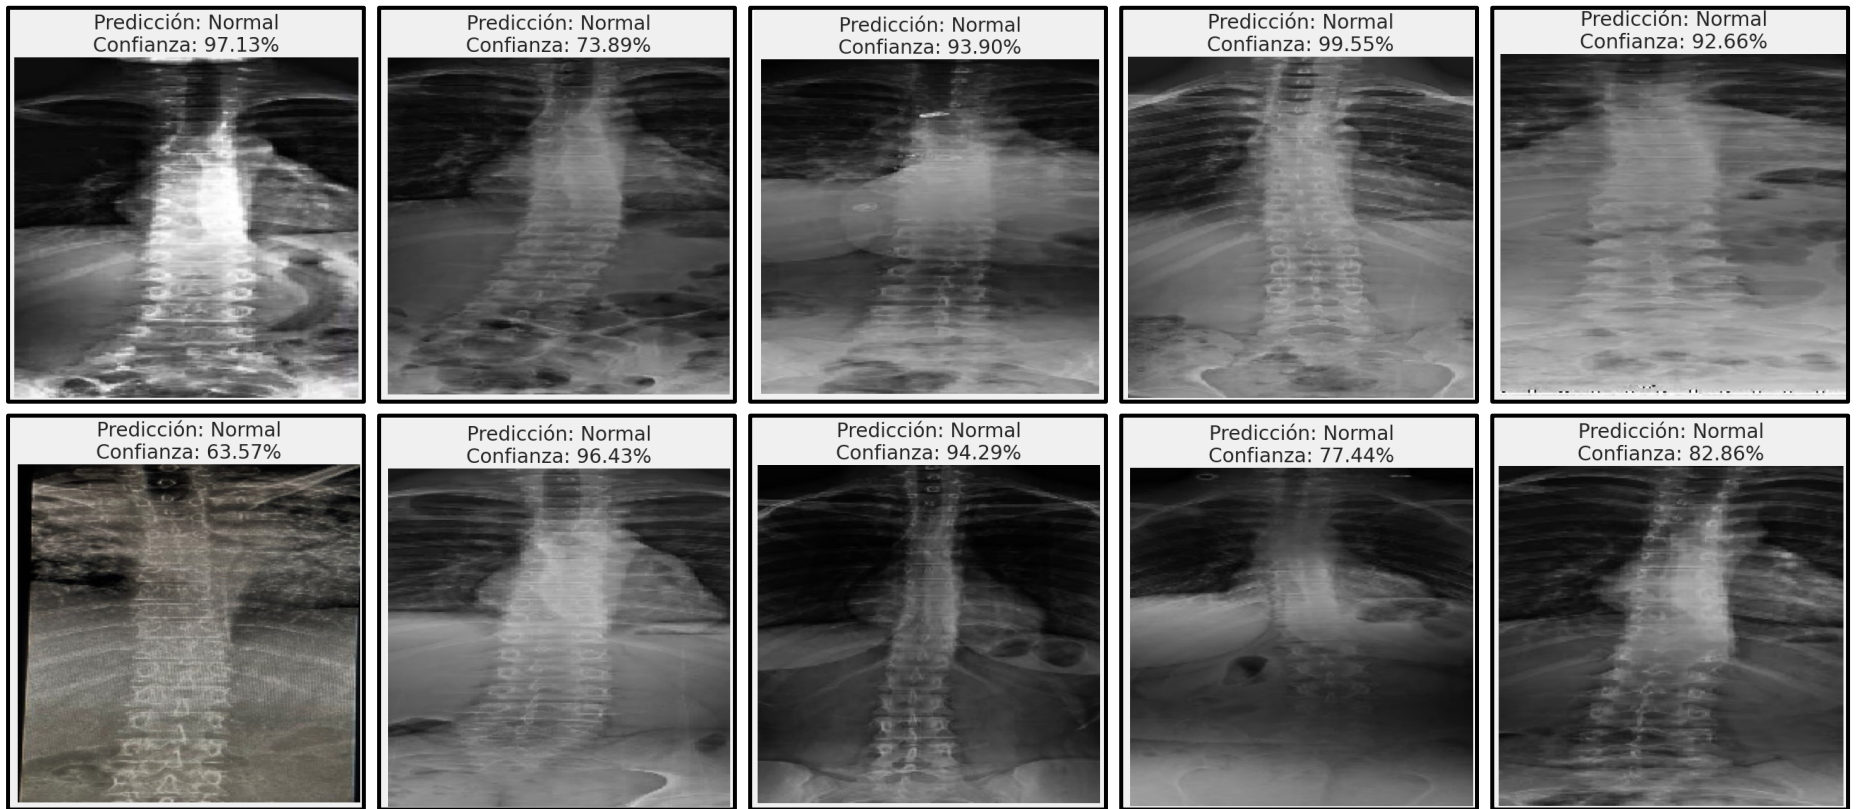 Predicción: Normal
Confianza: 97.13%
Predicción: Normal
Confianza: 73.89%
Predicción: Normal
Confianza: 93.90%
Predicción: Normal
Confianza: 99.55%
Predicción: Normal
Confianza: 92.66%
Predicción: Normal
Confianza: 63.57%
Predicción: Normal
Confianza: 96.43%
Predicción: Normal
Confianza: 94.29%
Predicción: Normal
Confianza: 77.44%
Predicción: Normal
Confianza: 82.86%